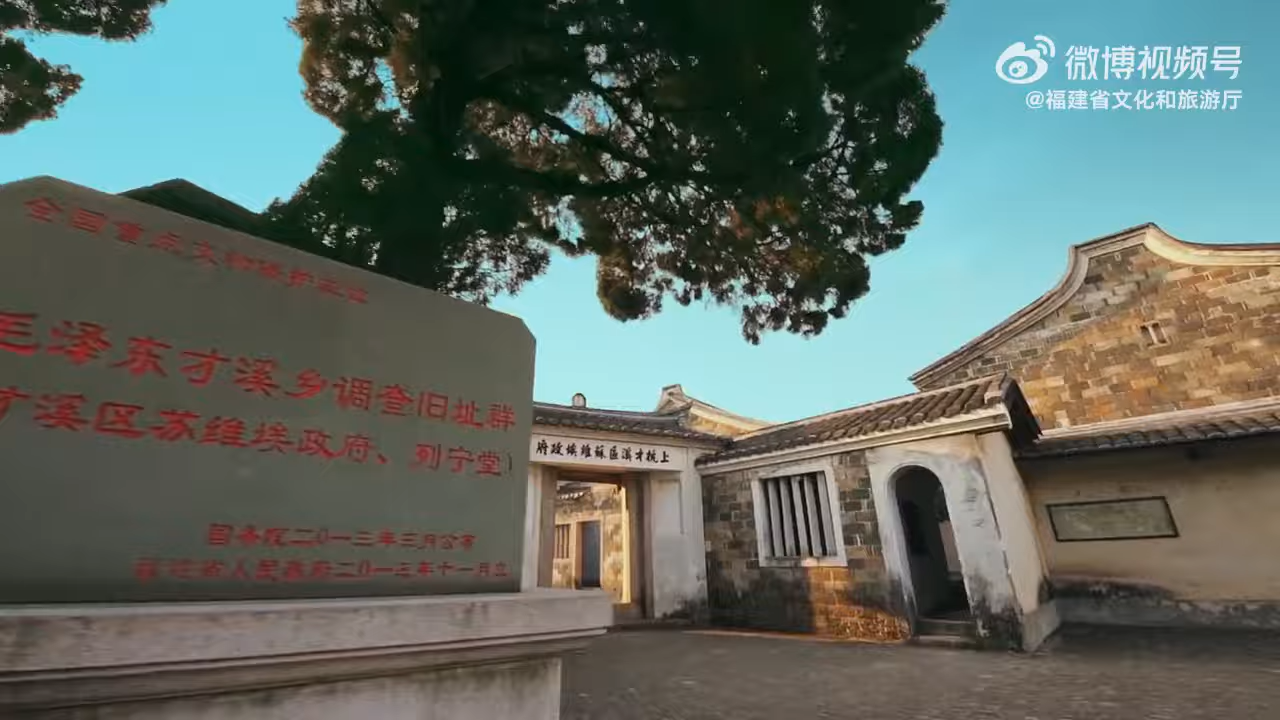 微博视频号
@福建省文化和旅游厅
全国重点文物保护单位
毛泽东才溪乡调查旧址群
才溪区苏维埃政府、列宁堂）
国务院二〇一三年三月公布
福建省人民政府二〇一三年十一月立
上杭才溪區蘇維埃政府